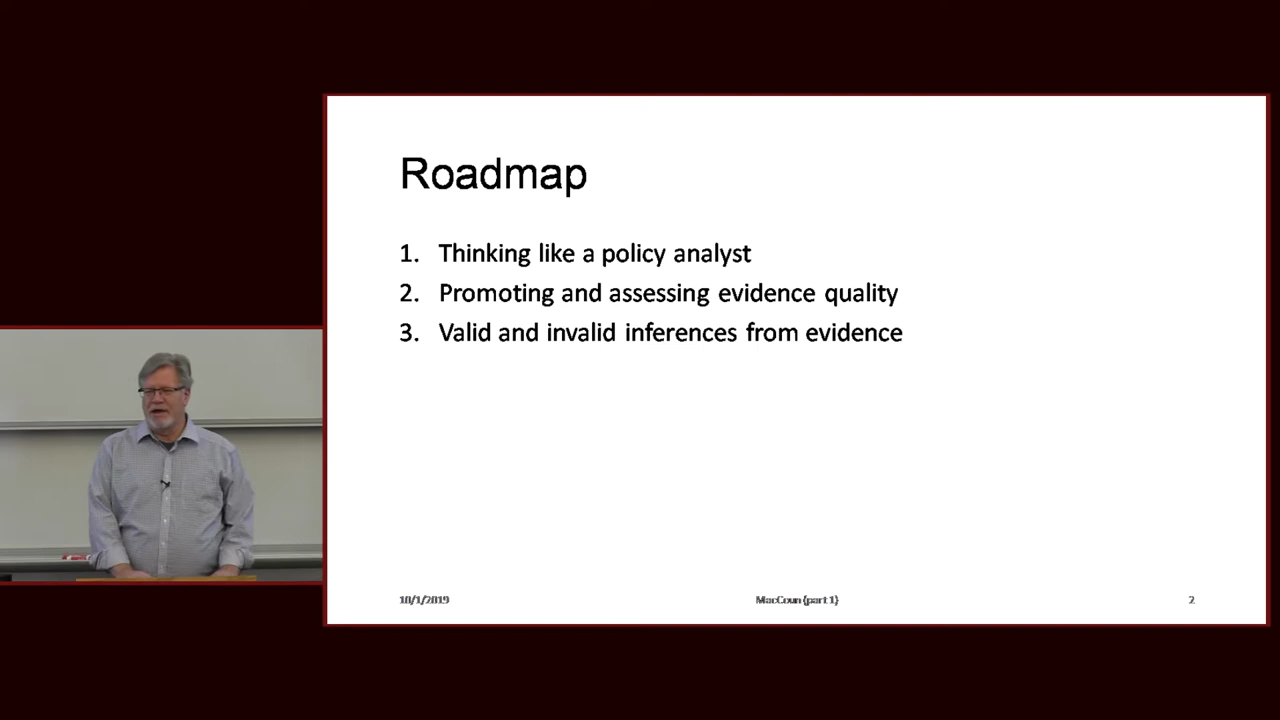 Roadmap
1. Thinking like a policy analyst
2. Promoting and assessing evidence quality
3. Valid and invalid inferences from evidence
10/1/2019 MacCoun (part 1) 2